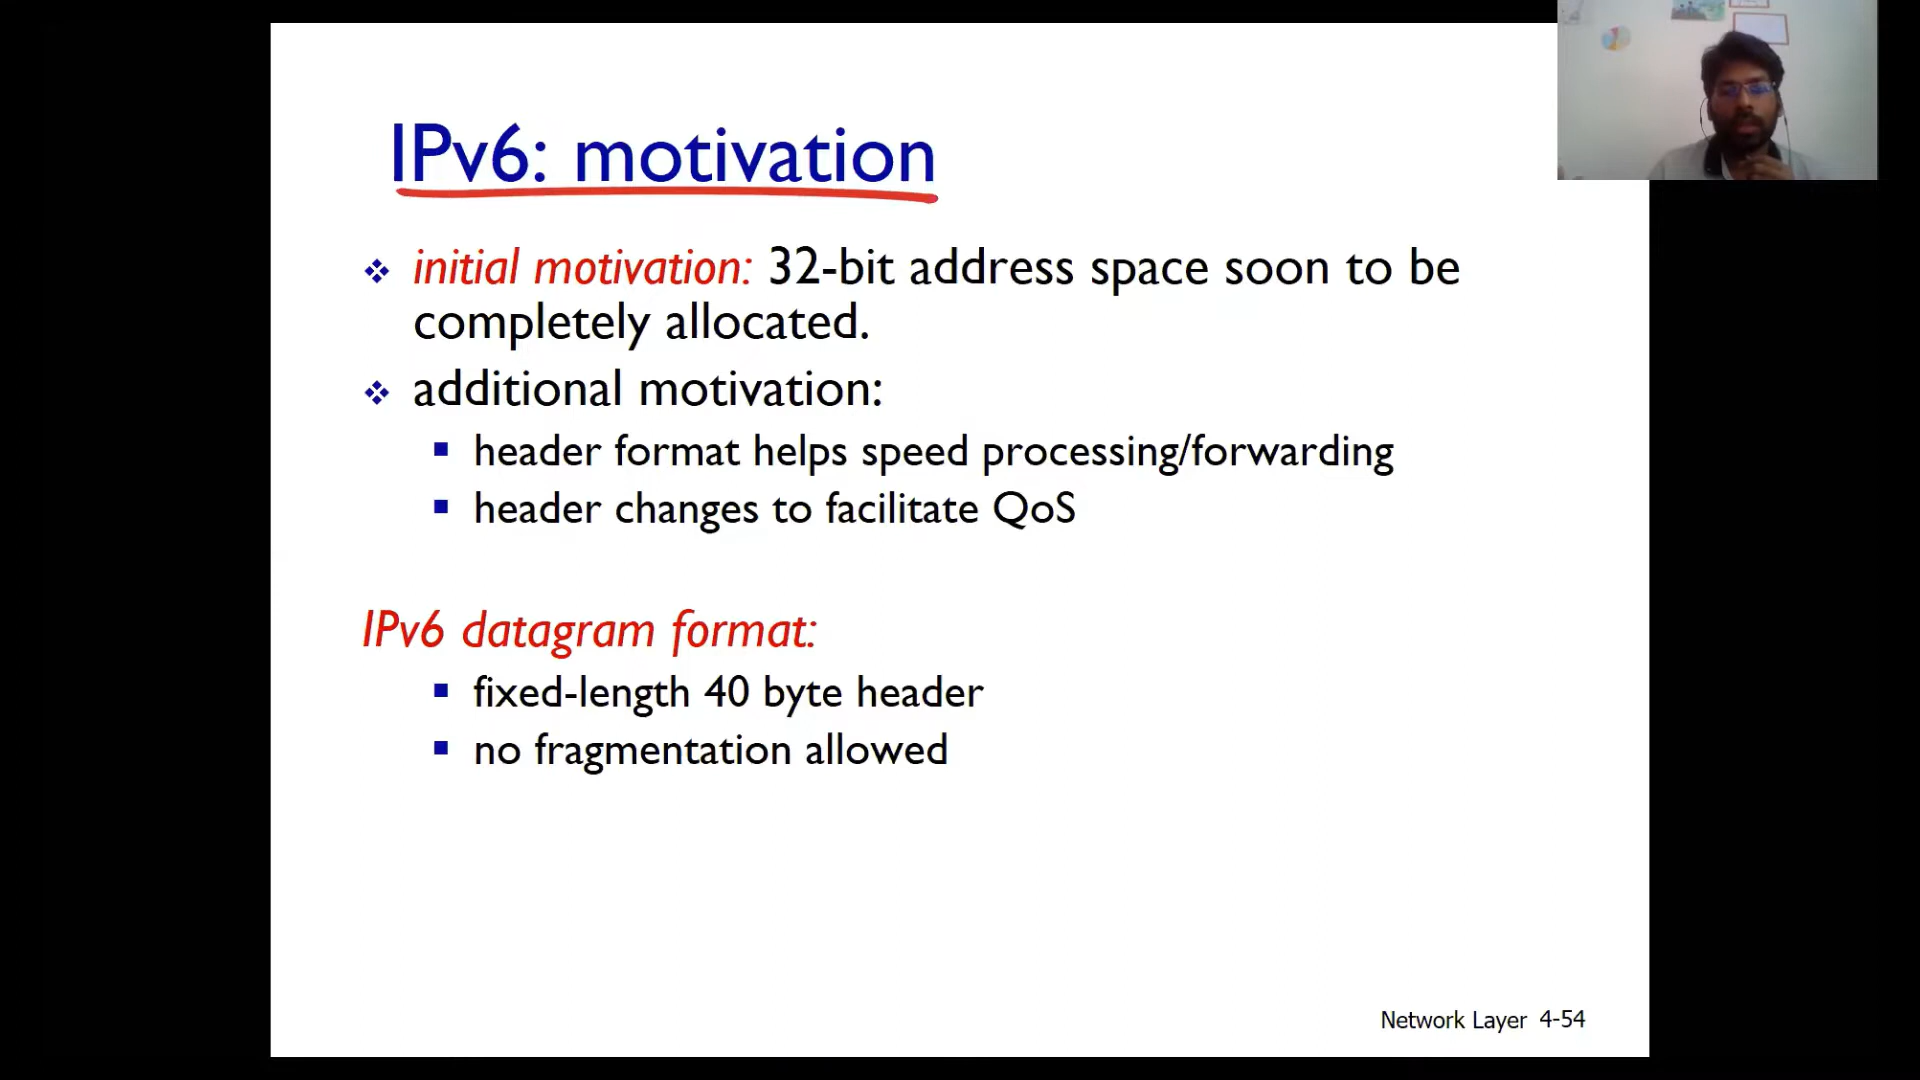 IPv6: motivation
initial motivation: 32-bit address space soon to be
completely allocated.
additional motivation:
header format helps speed processing/forwarding
header changes to facilitate QoS
IPv6 datagram format:
fixed-length 40 byte header
no fragmentation allowed
Network Layer 4-54